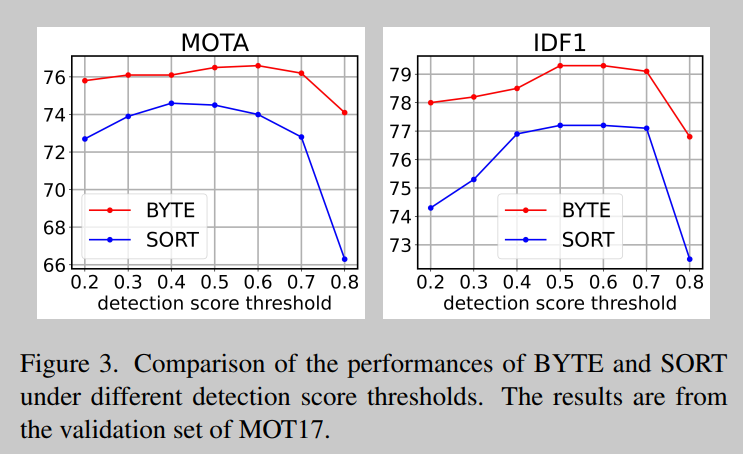 MOTA
76
74
72
70
68
66
BYTE
SORT
0.2 0.3 0.4 0.5 0.6 0.7 0.8
detection score threshold
IDF1
79
78
77
76
75
74
73
BYTE
SORT
0.2 0.3 0.4 0.5 0.6 0.7 0.8
detection score threshold
Figure 3. Comparison of the performances of BYTE and SORT
under different detection score thresholds. The results are from
the validation set of MOT17.